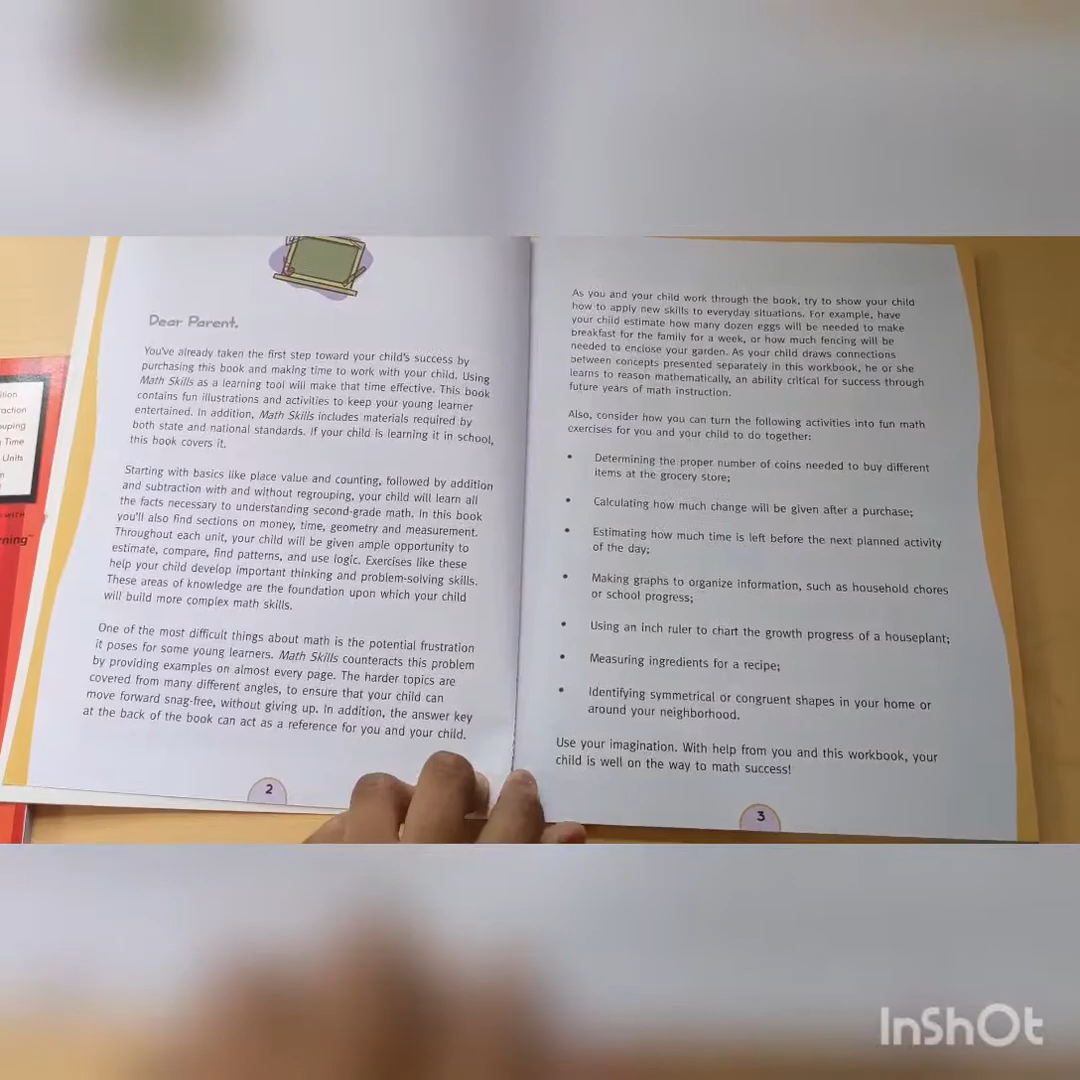 ition
raction
ouping
Time
Units
n
WITH
rning™
Dear Parent,
You've already taken the first step toward your child's success by
purchasing this book and making time to work with your child. Using
Math Skills as a learning tool will make that time effective. This book
contains fun illustrations and activities to keep your young learner
entertained. In addition, Math Skills includes materials required by
both state and national standards. If your child is learning it in school,
this book covers it.
Starting with basics like place value and counting, followed by addition
and subtraction with and without regrouping, your child will learn all
the facts necessary to understanding second-grade math. In this book
you'll also find sections on money, time, geometry and measurement.
Throughout each unit, your child will be given ample opportunity to
estimate, compare, find patterns, and use logic. Exercises like these
help your child develop important thinking and problem-solving skills.
These areas of knowledge are the foundation upon which your child
will build more complex math skills.
One of the most difficult things about math is the potential frustration
it poses for some young learners. Math Skills counteracts this problem
by providing examples on almost every page. The harder topics are
covered from many different angles, to ensure that your child can
move forward snag-free, without giving up. In addition, the answer key
at the back of the book can act as a reference for you and your child.
2
As you and your child work through the book, try to show your child
how to apply new skills to everyday situations. For example, have
your child estimate how many dozen eggs will be needed to make
breakfast for the family for a week, or how much fencing will be
needed to enclose your garden. As your child draws connections
between concepts presented separately in this workbook, he or she
learns to reason mathematically, an ability critical for success through
future years of math instruction.
Also, consider how you can turn the following activities into fun math
exercises for you and your child to do together:
• Determining the proper number of coins needed to buy different
items at the grocery store;
• Calculating how much change will be given after a purchase;
• Estimating how much time is left before the next planned activity
of the day;
• Making graphs to organize information, such as household chores
or school progress;
• Using an inch ruler to chart the growth progress of a houseplant;
• Measuring ingredients for a recipe;
• Identifying symmetrical or congruent shapes in your home or
around your neighborhood.
Use your imagination. With help from you and this workbook, your
child is well on the way to math success!
3
InShOt